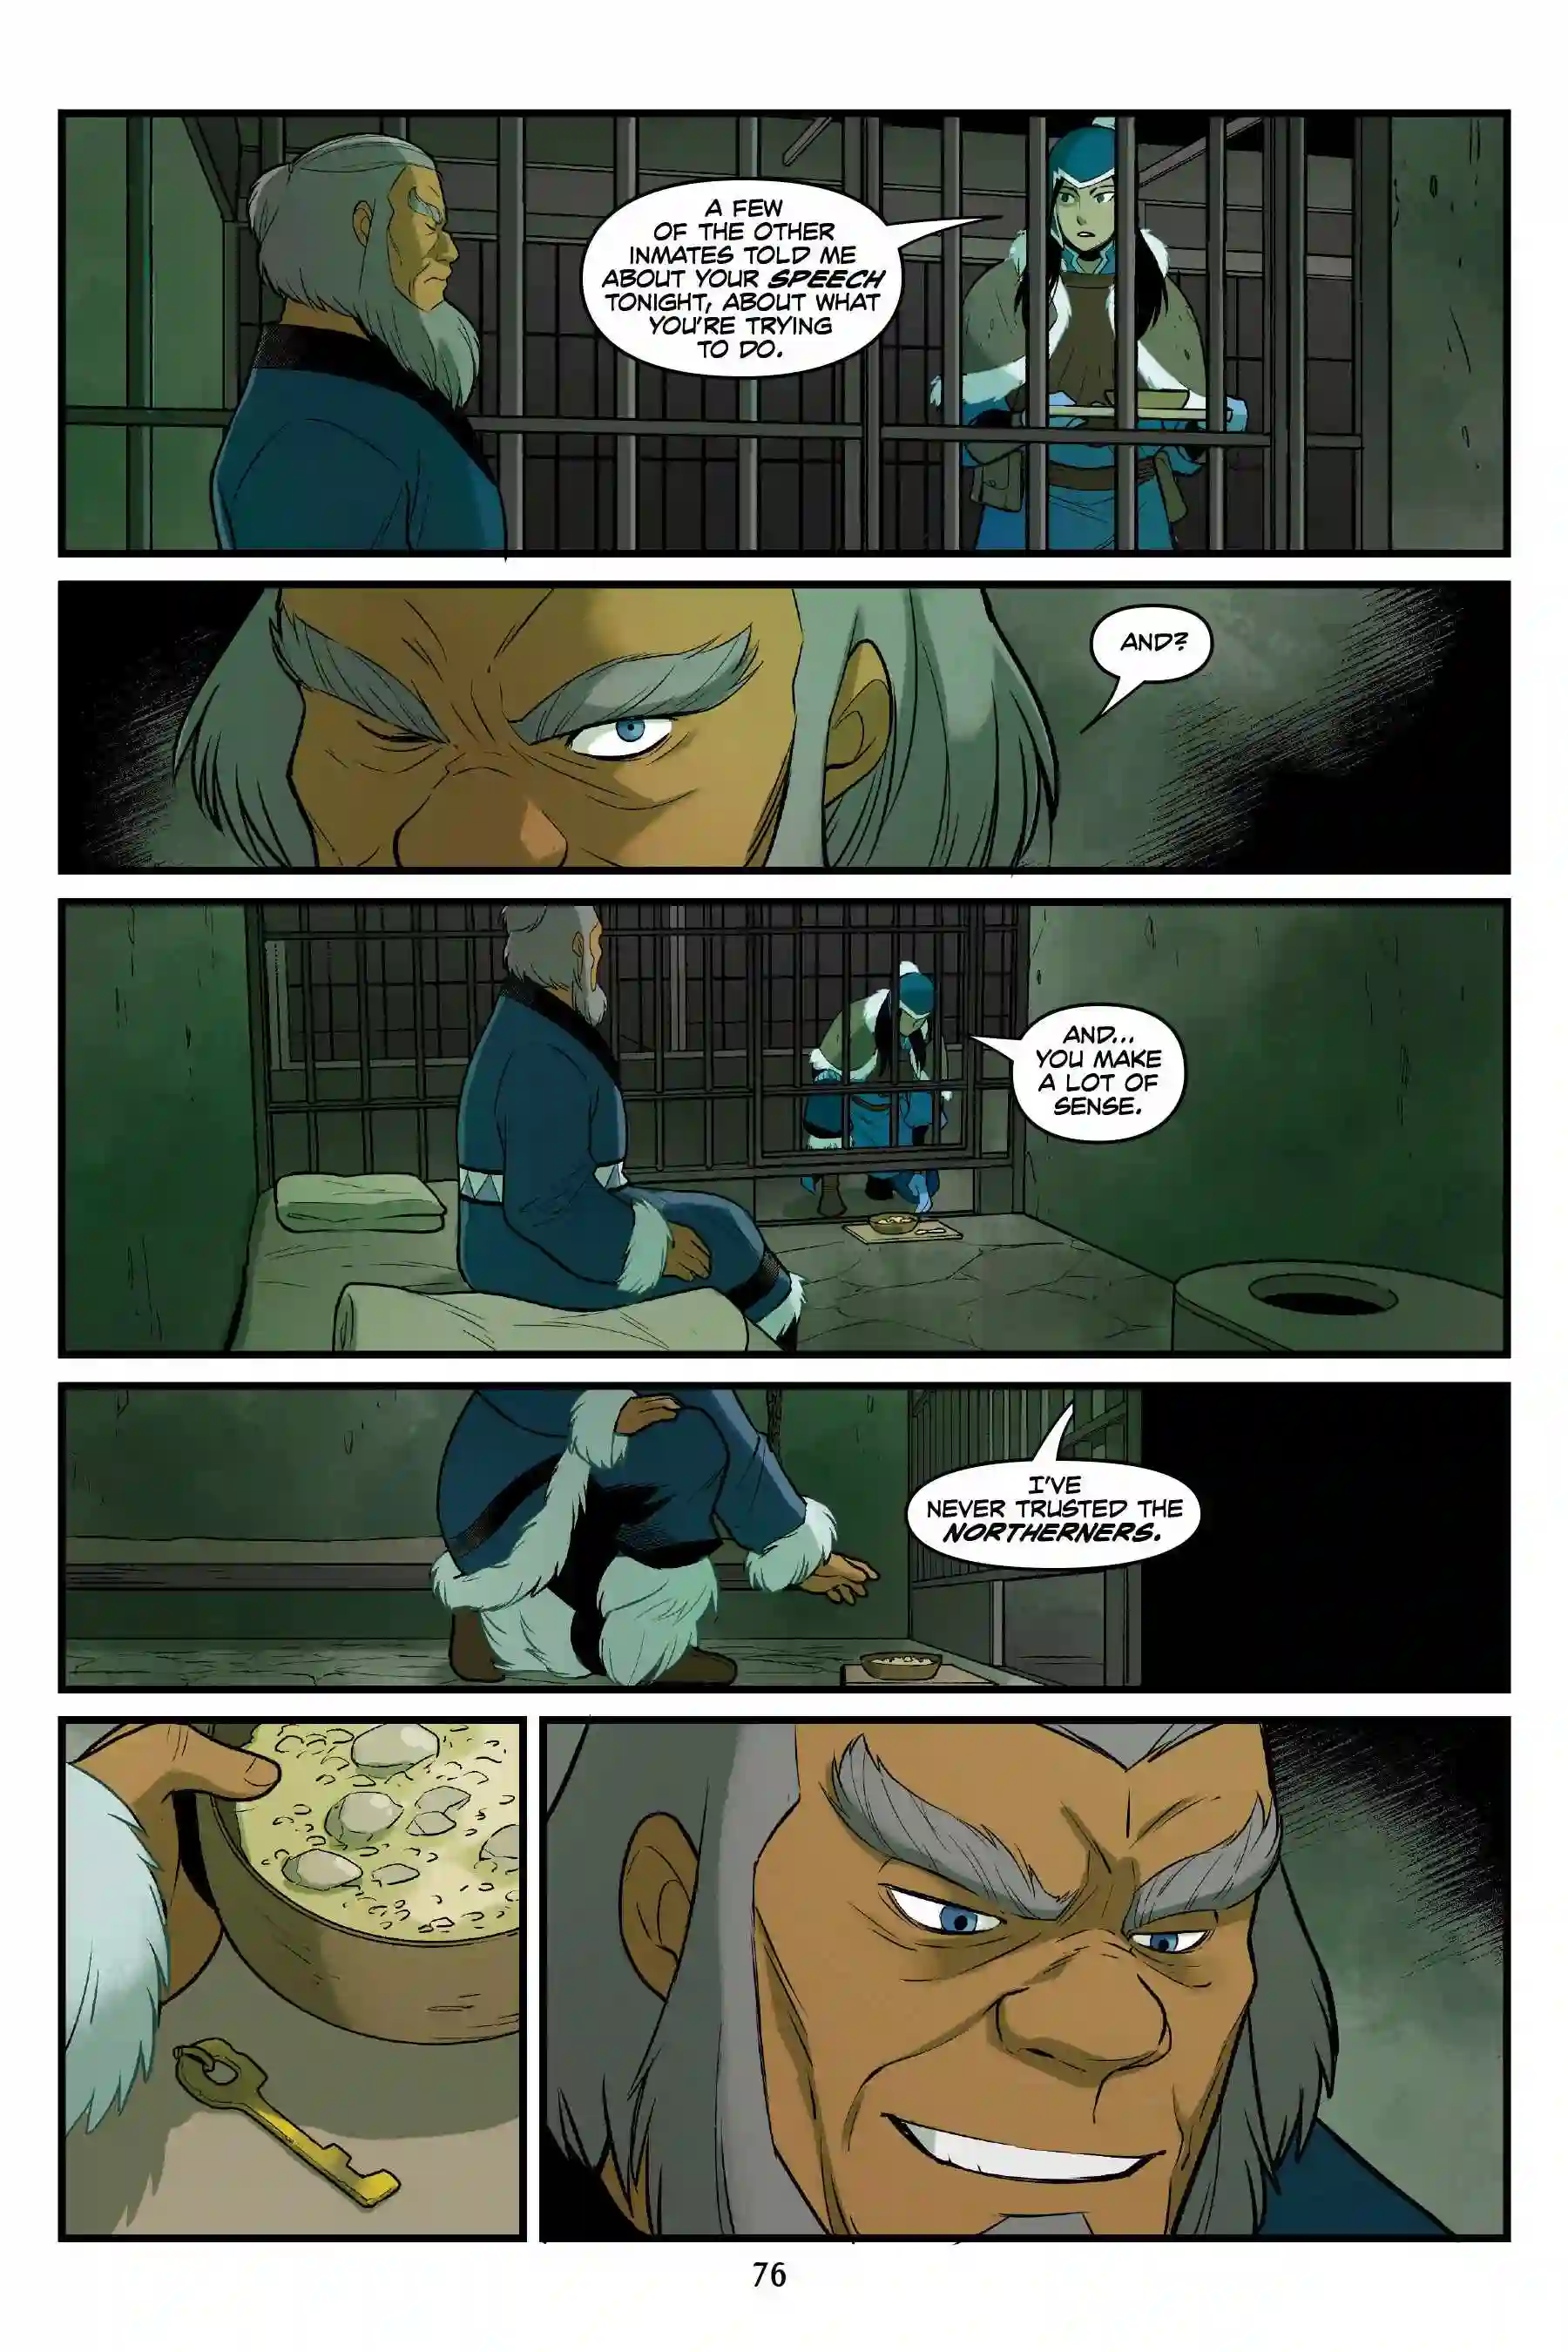 A FEW
OF THE OTHER
INMATES TOLD ME
ABOUT YOUR SPEECH
TONIGHT, ABOUT WHAT
YOU'RE TRYING
TO DO.
AND?
AND...
YOU MAKE
A LOT OF
SENSE.
I'VE
NEVER TRUSTED THE
NORTHERNERS.
76